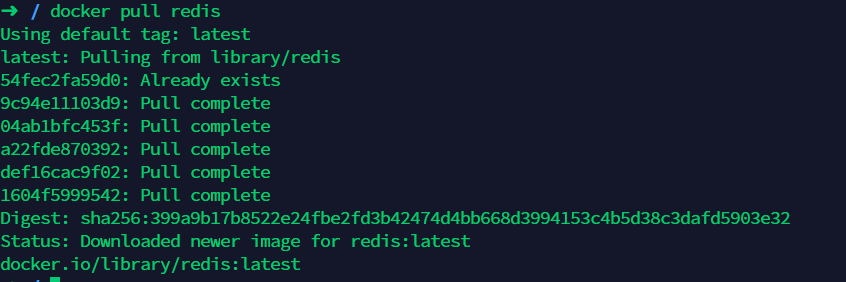 ➜ / docker pull redis
Using default tag: latest
latest: Pulling from library/redis
54fec2fa59d0: Already exists
9c94e11103d9: Pull complete
04ab1bfc453f: Pull complete
a22fde870392: Pull complete
def16cac9f02: Pull complete
1604f5999542: Pull complete
Digest: sha256:399a9b17b8522e24fbe2fd3b42474d4bb668d3994153c4b5d38c3dafd5903e32
Status: Downloaded newer image for redis:latest
docker.io/library/redis:latest